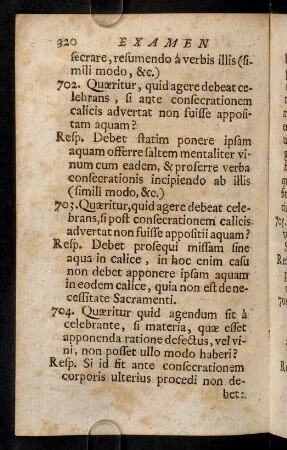 320 EXAMEN
secrare, resumendo á verbis illis (si-
mili modo, &c.)
702. Quæritur, quid agere debeat ce-
lebrans, si ante consecrationem
calicis advertat non fuisse apposi-
tam aquam?
Resp. Debet statim ponere ipsam
aquam offerre saltem mentaliter vi-
num cum eadem, & proferre verba
consecrationis incipiendo ab illis
(simili modo, &c.)
703. Quæritur, quid agere debeat cele-
brans, si post consecrationem calicis
advertat non fuisse appositii aquam?
Resp. Debet prosequi missam sine
aqua in calice, in hoc enim casu
non debet apponere ipsam aquam
in eodem calice, quia non est de ne-
cessitate Sacramenti.
704. Quæritur quid agendum sit à
celebrante, si materia, quæ esset
apponenda ratione defectus, vel vi-
ni, non posset ullo modo haberi?
Resp. Si id fit ante consecrationem
corporis ulterius procedi non de-
bet: